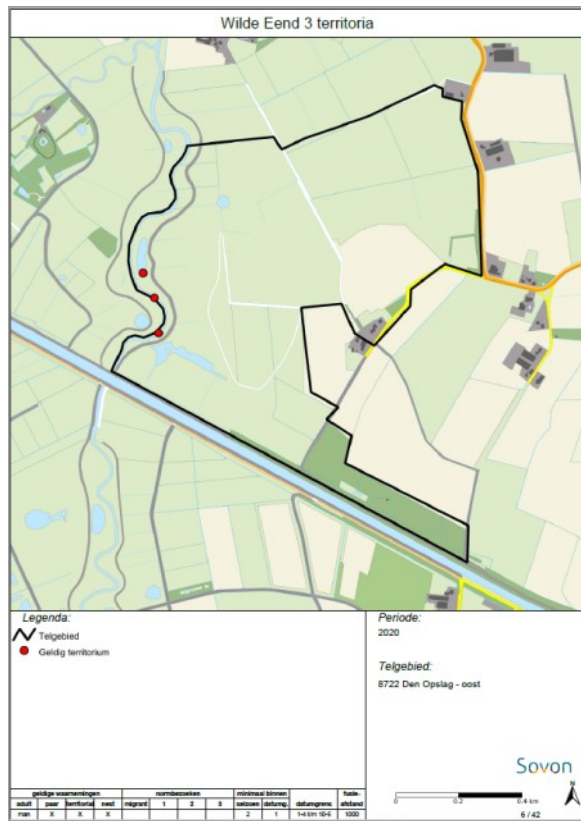 Wilde Eend 3 territoria
Legenda:
Telgebied
Geldig territorium
Periode:
2020
Telgebied:
8722 Den Opslag - oost
Sovon
0 0.2 0.4 km
N
6 / 42
geldige waarnemingen normbezoeken minimaal binnen fusie-
adult paar territoriaal nest migrant 1 2 3 seizoen datumg. datumgrens afstand
man X X X 2 1 1-4 t/m 10-6 1000